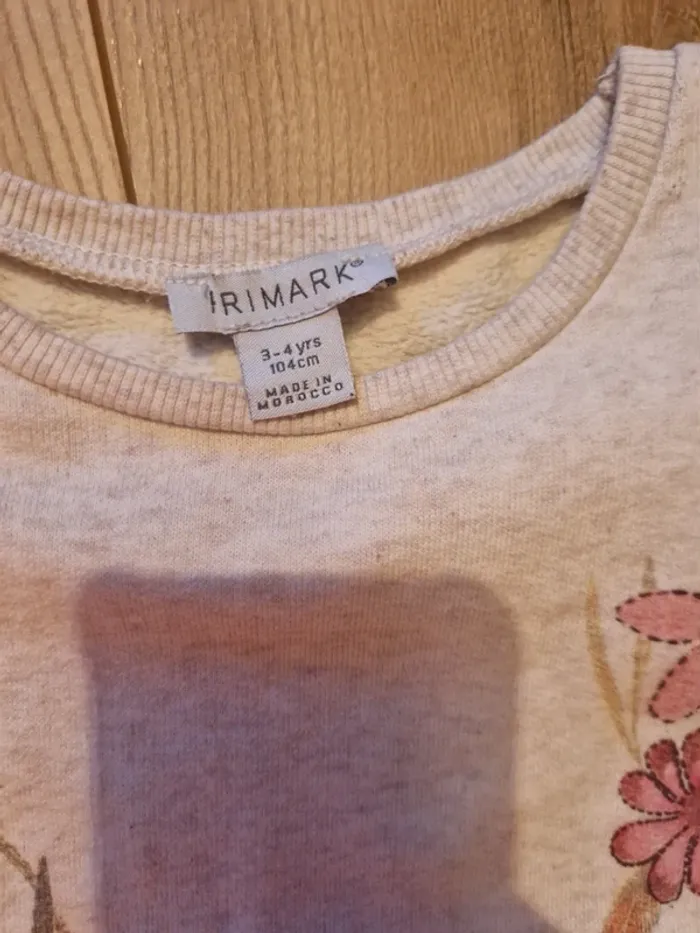 PRIMARK®
3-4 yrs
104cm
MADE IN
MOROCCO